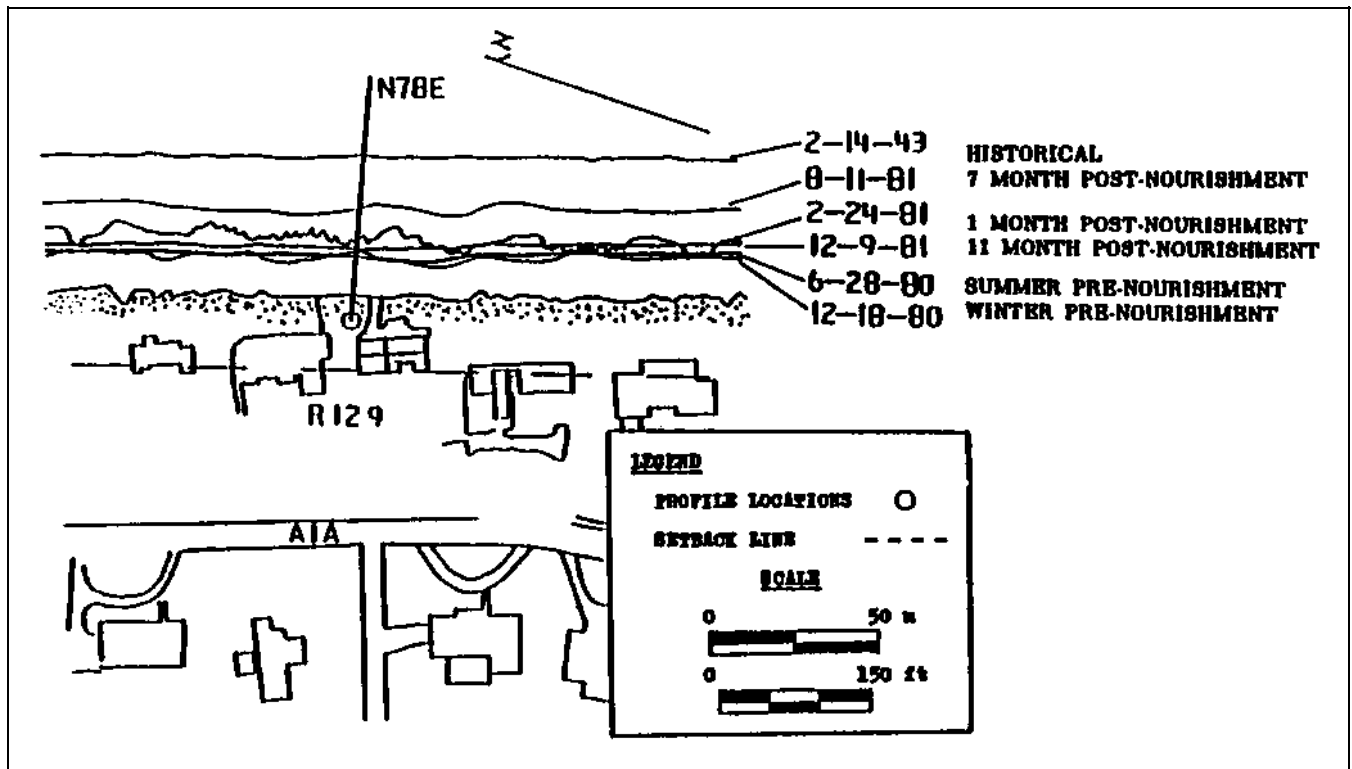 N
N78E
2-14-43 HISTORICAL
8-11-81 7 MONTH POST-NOURISHMENT
2-24-81 1 MONTH POST-NOURISHMENT
12-9-81 11 MONTH POST-NOURISHMENT
6-28-80 SUMMER PRE-NOURISHMENT
12-18-80 WINTER PRE-NOURISHMENT
R129
A1A
LEGEND
PROFILE LOCATIONS
SETBACK LINE
SCALE
0 50 m
0 150 ft